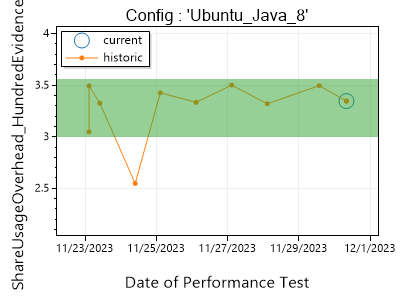 Config : 'Ubuntu_Java_8'
current
historic
4
3.5
3
2.5
ShareUsageOverhead_HundredEvidence
11/23/2023
11/25/2023
11/27/2023
11/29/2023
12/1/2023
Date of Performance Test